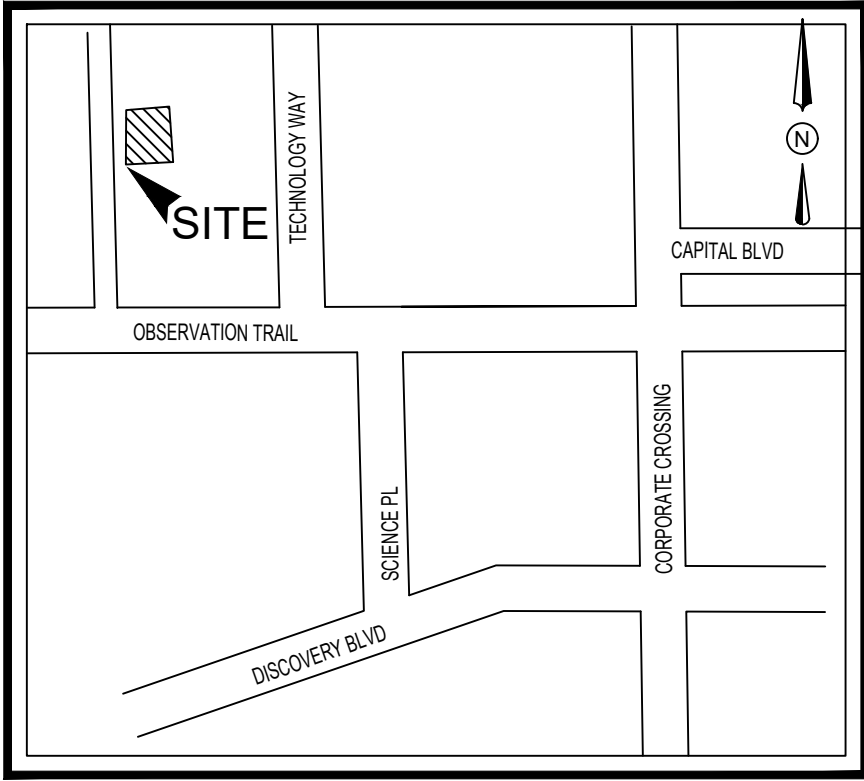 TECHNOLOGY WAY
N
SITE
CAPITAL BLVD
OBSERVATION TRAIL
CORPORATE CROSSING
SCIENCE PL
DISCOVERY BLVD